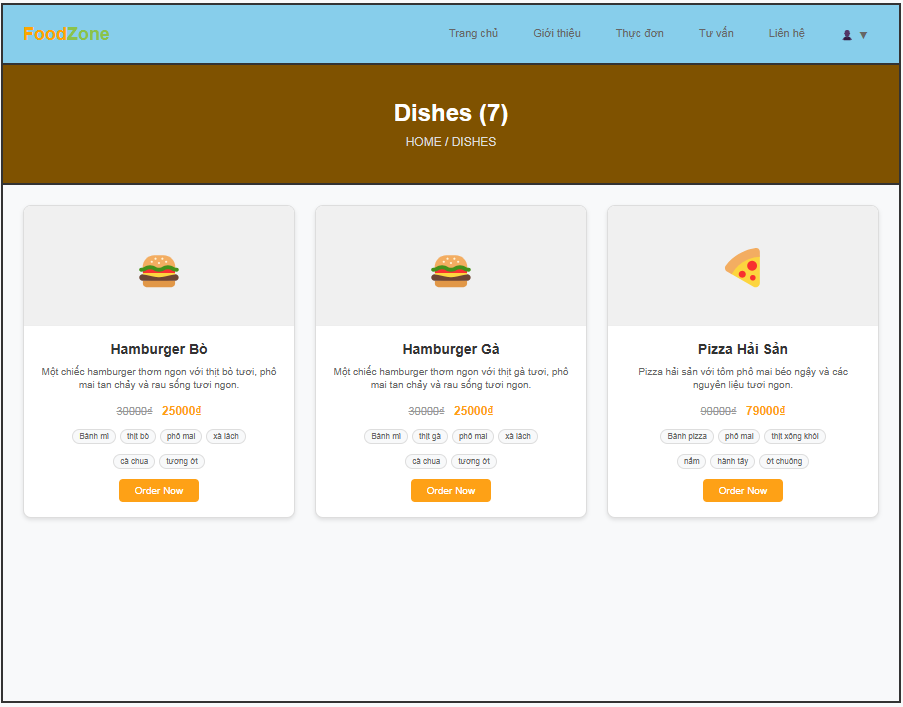 FoodZone
Trang chủ Giới thiệu Thực đơn Tư vấn Liên hệ ▼
Dishes (7)
HOME / DISHES
Hamburger Bò
Một chiếc hamburger thơm ngon với thịt bò tươi, phô
mai tan chảy và rau sống tươi ngon.
30000₫ 25000₫
Bánh mì thịt bò phô mai xà lách
cà chua tương ớt
Order Now
Hamburger Gà
Một chiếc hamburger thơm ngon với thịt gà tươi, phô
mai tan chảy và rau sống tươi ngon.
30000₫ 25000₫
Bánh mì thịt gà phô mai xà lách
cà chua tương ớt
Order Now
Pizza Hải Sản
Pizza hải sản với tôm phô mai béo ngậy và các
nguyên liệu tươi ngon.
90000₫ 79000₫
Bánh pizza phô mai thịt xông khói
nấm hành tây ớt chuông
Order Now